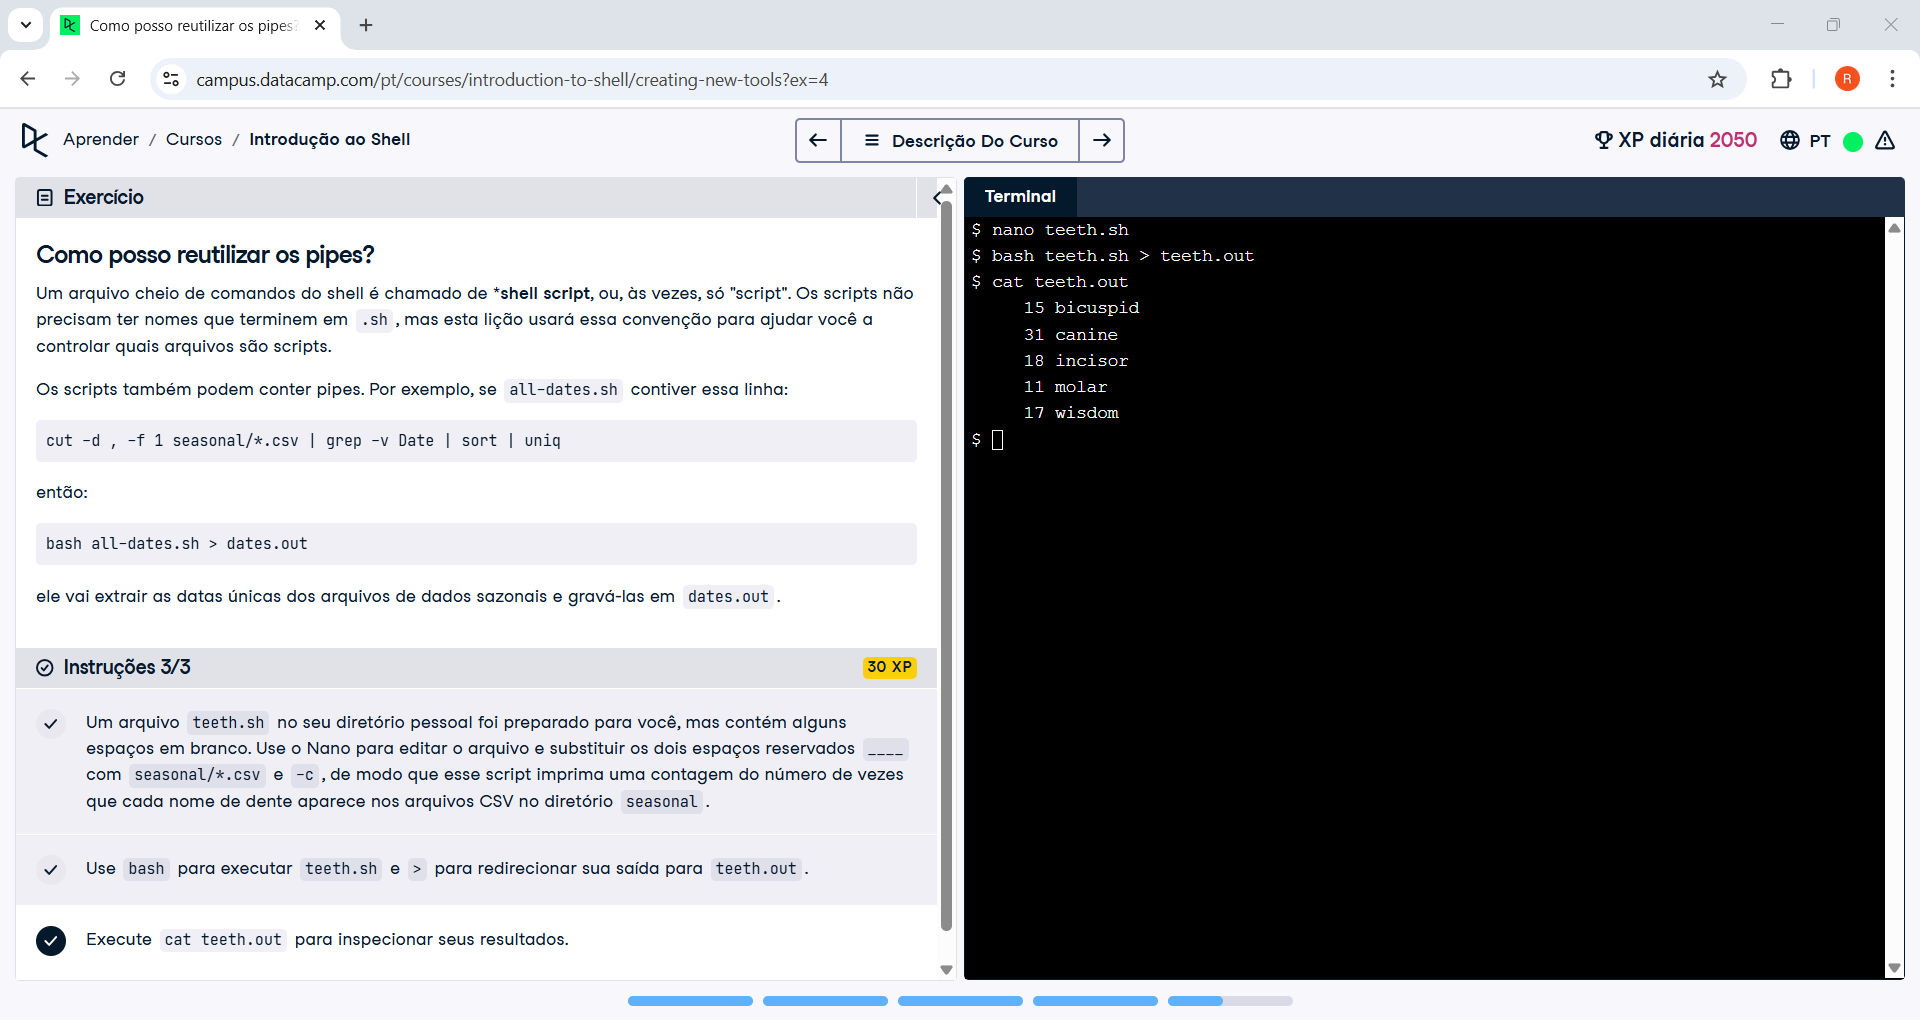 Como posso reutilizar os pipes?
campus.datacamp.com/pt/courses/introduction-to-shell/creating-new-tools?ex=4
R
Aprender / Cursos / Introdução ao Shell
Descrição Do Curso
XP diária 2050
PT
Exercício
Como posso reutilizar os pipes?
Um arquivo cheio de comandos do shell é chamado de *shell script, ou, às vezes, só "script". Os scripts não
precisam ter nomes que terminem em .sh, mas esta lição usará essa convenção para ajudar você a
controlar quais arquivos são scripts.
Os scripts também podem conter pipes. Por exemplo, se all-dates.sh contiver essa linha:
cut -d , -f 1 seasonal/*.csv | grep -v Date | sort | uniq
então:
bash all-dates.sh > dates.out
ele vai extrair as datas únicas dos arquivos de dados sazonais e gravá-las em dates.out.
Instruções 3/3
30 XP
Um arquivo teeth.sh no seu diretório pessoal foi preparado para você, mas contém alguns
espaços em branco. Use o Nano para editar o arquivo e substituir os dois espaços reservados ____
com seasonal/*.csv e -c, de modo que esse script imprima uma contagem do número de vezes
que cada nome de dente aparece nos arquivos CSV no diretório seasonal.
Use bash para executar teeth.sh e > para redirecionar sua saída para teeth.out.
Execute cat teeth.out para inspecionar seus resultados.
Terminal
$ nano teeth.sh
$ bash teeth.sh > teeth.out
$ cat teeth.out
15 bicuspid
31 canine
18 incisor
11 molar
17 wisdom
$